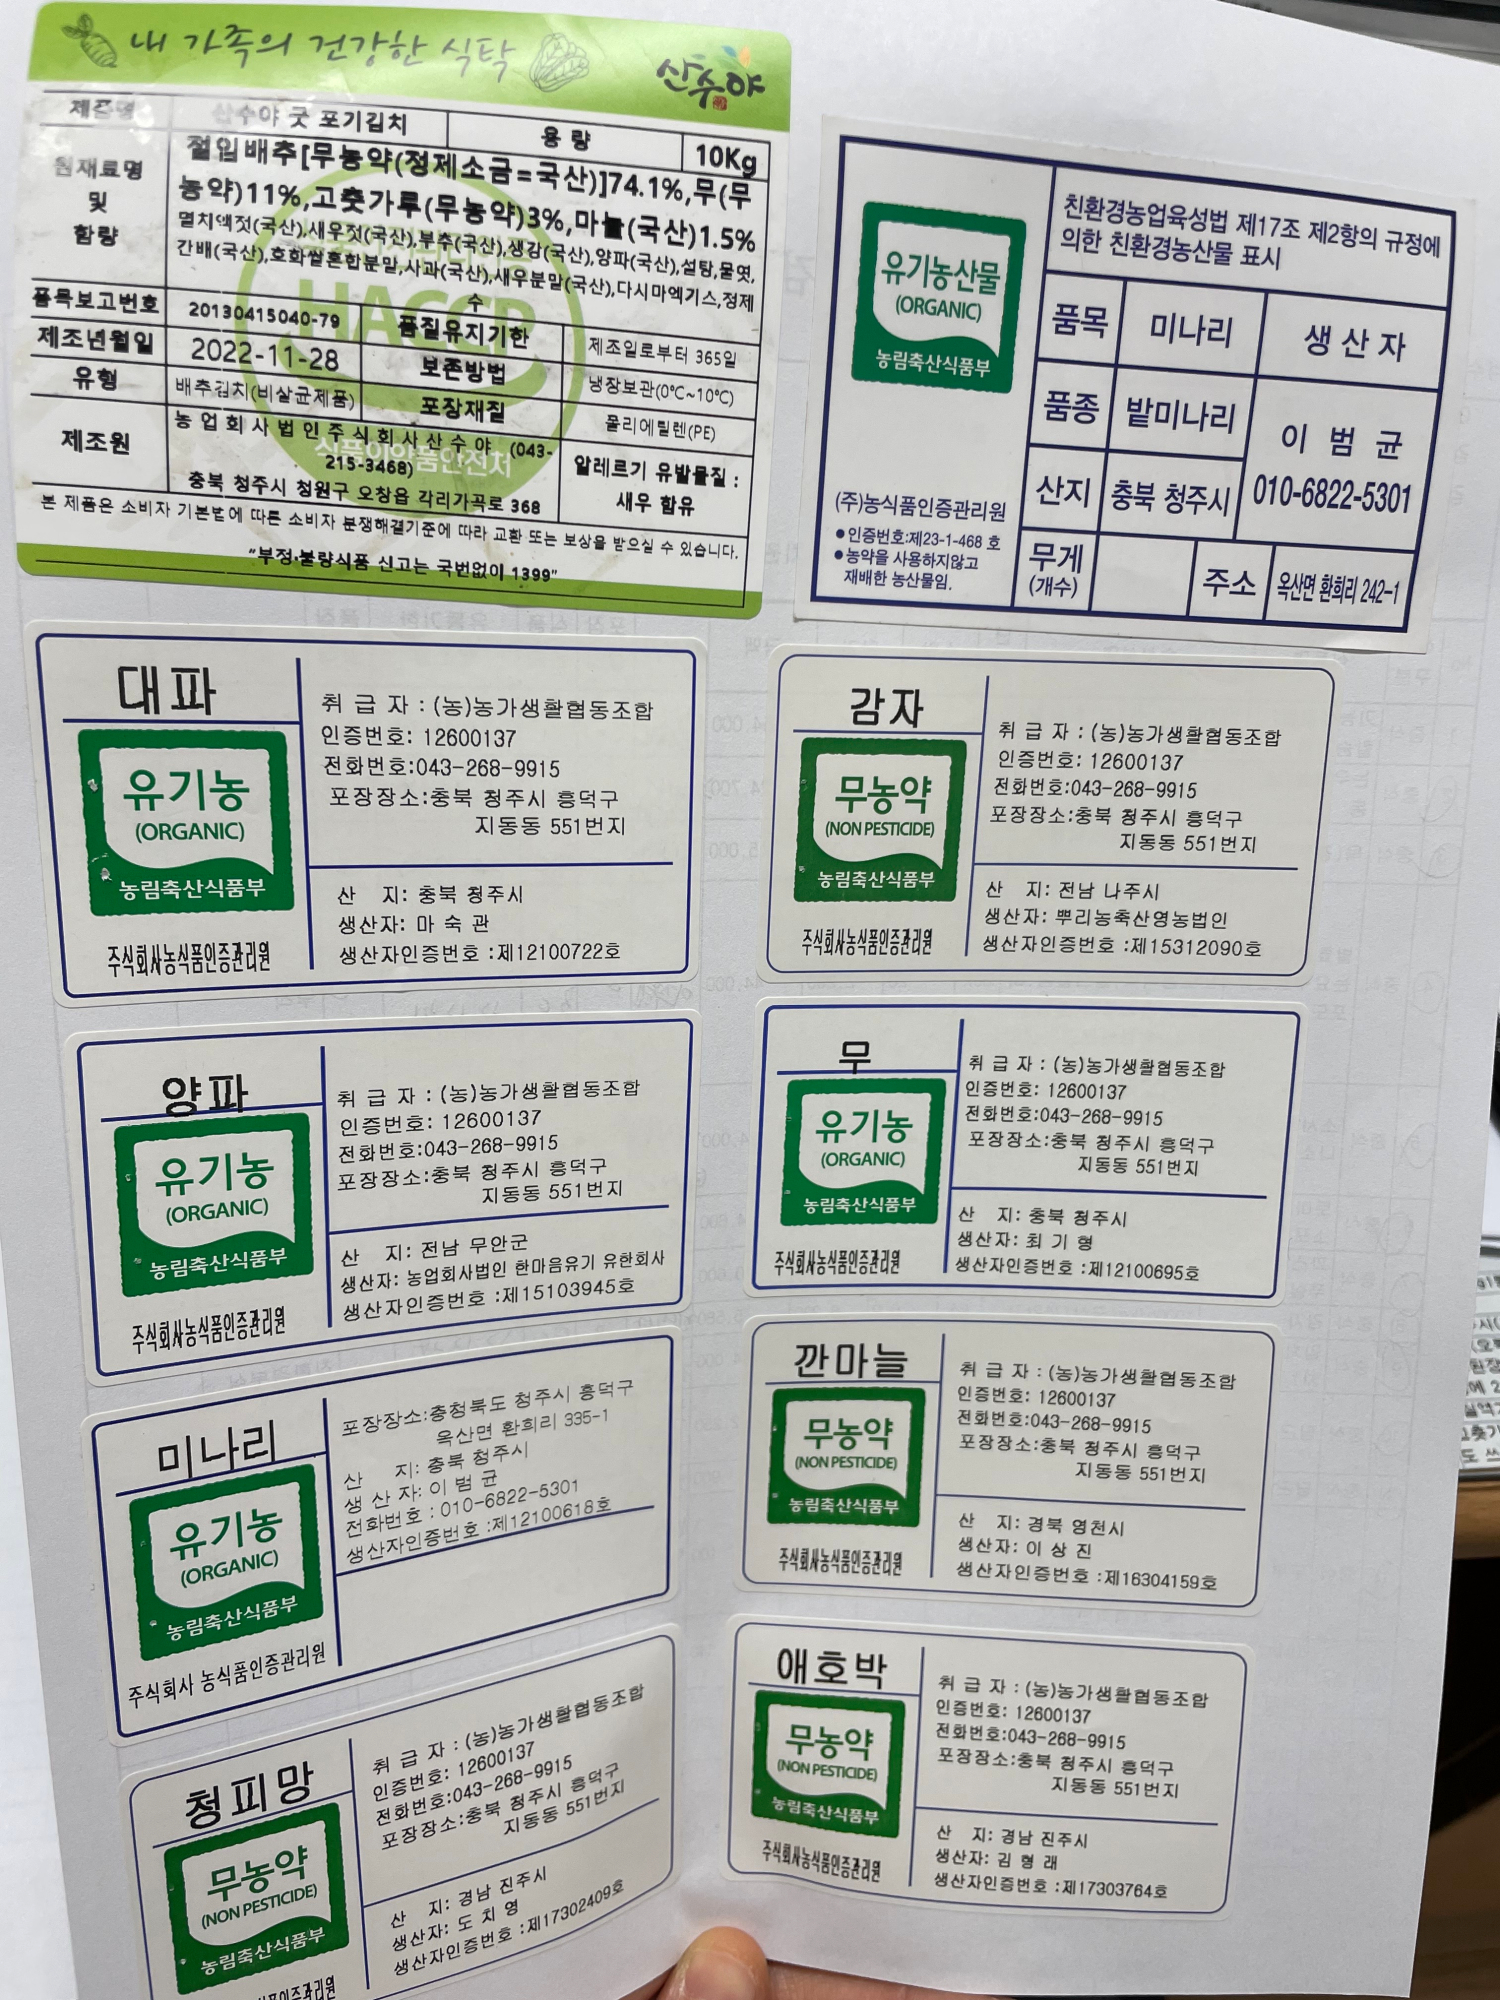 내 가족의 건강한 식탁
산수야
제품명 산수야 굿 포기김치 용 량 10Kg
원재료명 및 함량
절임배추[무농약(정제소금=국산)]74.1%,무(무
농약)11%,고춧가루(무농약)3%,마늘(국산)1.5%
멸치액젓(국산),새우젓(국산),부추(국산),생강(국산),양파(국산),설탕,물엿,
간배(국산),호화쌀혼합분말,사과(국산),새우분말(국산),다시마엑기스,정제
수
HACCP
식품의약품안전처
품목보고번호 20130415040-79 품질유지기한 제조일로부터 365일
제조년월일 2022-11-28 보존방법 냉장보관(0℃~10℃)
유형 배추김치(비살균제품) 포장재질 폴리에틸렌(PE)
제조원 농업회사법인주식회사산수야 (043-
215-3468)
충북 청주시 청원구 오창읍 각리가곡로 368
알레르기 유발물질 :
새우 함유
본 제품은 소비자 기본법에 따른 소비자 분쟁해결기준에 따라 교환 또는 보상을 받으실 수 있습니다.
"부정·불량식품 신고는 국번없이 1399"
유기농산물
(ORGANIC)
농림축산식품부
(주)농식품인증관리원
●인증번호:제23-1-468 호
●농약을 사용하지않고
재배한 농산물임.
친환경농업육성법 제17조 제2항의 규정에
의한 친환경농산물 표시
품목 미나리 생 산 자
품종 밭미나리 이 범 균
산지 충북 청주시 010-6822-5301
무게
(개수)
주소 옥산면 환희리 242-1
대파
유기농
(ORGANIC)
농림축산식품부
주식회사농식품인증관리원
취 급 자 : (농)농가생활협동조합
인증번호: 12600137
전화번호:043-268-9915
포장장소:충북 청주시 흥덕구
지동동 551번지
산 지: 충북 청주시
생산자: 마 숙 관
생산자인증번호 :제12100722호
감자
무농약
(NON PESTICIDE)
농림축산식품부
주식회사농식품인증관리원
취 급 자 : (농)농가생활협동조합
인증번호: 12600137
전화번호:043-268-9915
포장장소:충북 청주시 흥덕구
지동동 551번지
산 지: 전남 나주시
생산자: 뿌리농축산영농법인
생산자인증번호 :제15312090호
양파
유기농
(ORGANIC)
농림축산식품부
주식회사농식품인증관리원
취 급 자 : (농)농가생활협동조합
인증번호: 12600137
전화번호:043-268-9915
포장장소:충북 청주시 흥덕구
지동동 551번지
산 지: 전남 무안군
생산자: 농업회사법인 한마음유기 유한회사
생산자인증번호 :제15103945호
무
유기농
(ORGANIC)
농림축산식품부
주식회사농식품인증관리원
취 급 자 : (농)농가생활협동조합
인증번호: 12600137
전화번호:043-268-9915
포장장소:충북 청주시 흥덕구
지동동 551번지
산 지: 충북 청주시
생산자: 최 기 형
생산자인증번호 :제12100695호
미나리
유기농
(ORGANIC)
농림축산식품부
주식회사 농식품인증관리원
포장장소:충청북도 청주시 흥덕구
옥산면 환희리 335-1
산 지: 충북 청주시
생 산 자: 이 범 균
전화번호 : 010-6822-5301
생산자인증번호 :제12100618호
깐마늘
무농약
(NON PESTICIDE)
농림축산식품부
주식회사농식품인증관리원
취 급 자 : (농)농가생활협동조합
인증번호: 12600137
전화번호:043-268-9915
포장장소:충북 청주시 흥덕구
지동동 551번지
산 지: 경북 영천시
생산자: 이 상 진
생산자인증번호 :제16304159호
청피망
무농약
(NON PESTICIDE)
농림축산식품부
취 급 자 : (농)농가생활협동조합
인증번호: 12600137
전화번호:043-268-9915
포장장소:충북 청주시 흥덕구
지동동 551번지
산 지: 경남 진주시
생산자: 도 치 영
생산자인증번호 :제17302409호
애호박
무농약
(NON PESTICIDE)
농림축산식품부
주식회사농식품인증관리원
취 급 자 : (농)농가생활협동조합
인증번호: 12600137
전화번호:043-268-9915
포장장소:충북 청주시 흥덕구
지동동 551번지
산 지: 경남 진주시
생산자: 김 형 래
생산자인증번호 :제17303764호